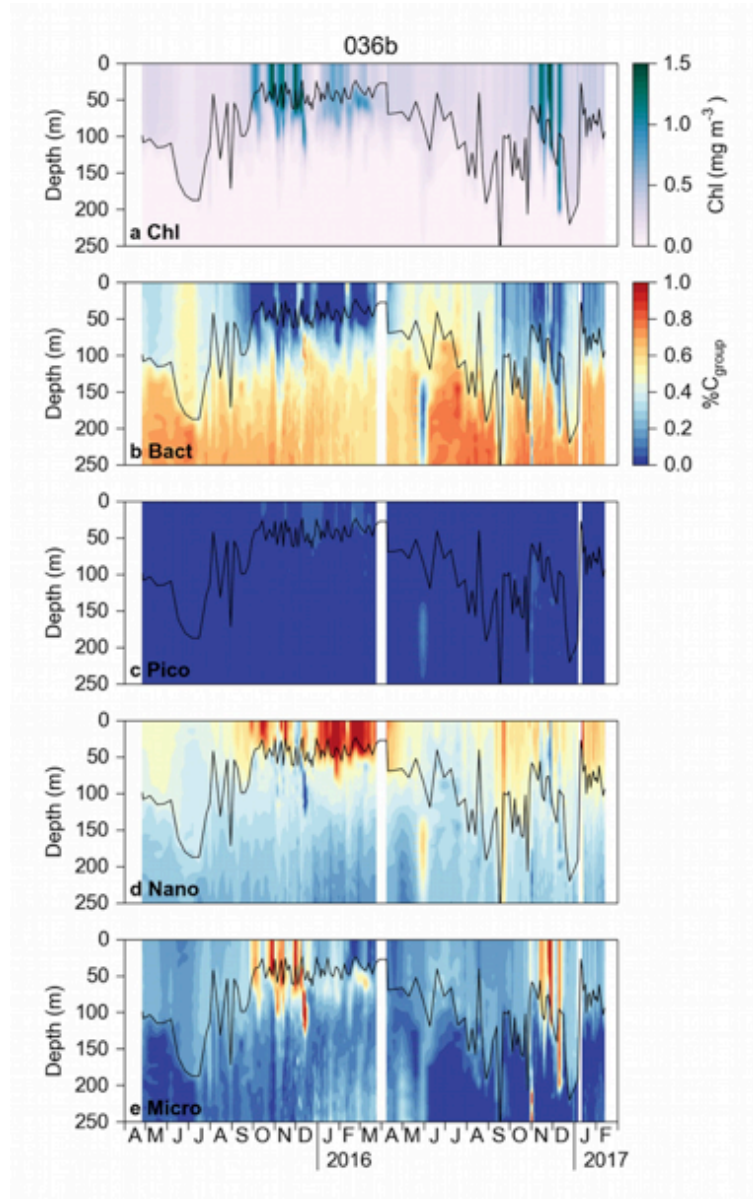 036b
0
50
100
150
200
250
Depth (m)
a Chl
1.5
1.0
0.5
0.0
Chl (mg m⁻³)
0
50
100
150
200
250
Depth (m)
b Bact
1.0
0.8
0.6
0.4
0.2
0.0
%Cgroup
0
50
100
150
200
250
Depth (m)
c Pico
0
50
100
150
200
250
Depth (m)
d Nano
0
50
100
150
200
250
Depth (m)
e Micro
A M J J A S O N D J F M A M J J A S O N D J F
2016 2017